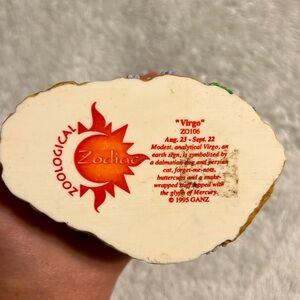 ZOOLOGICAL
Zodiac
"Virgo"
ZO106
Aug. 23 - Sept. 22
Modest, analytical Virgo, an
earth sign, is symbolized by
a dalmation dog and persian
cat, forget-me-nots,
buttercups and a snake-
wrapped staff topped with
the glyph of Mercury.
© 1995 GANZ